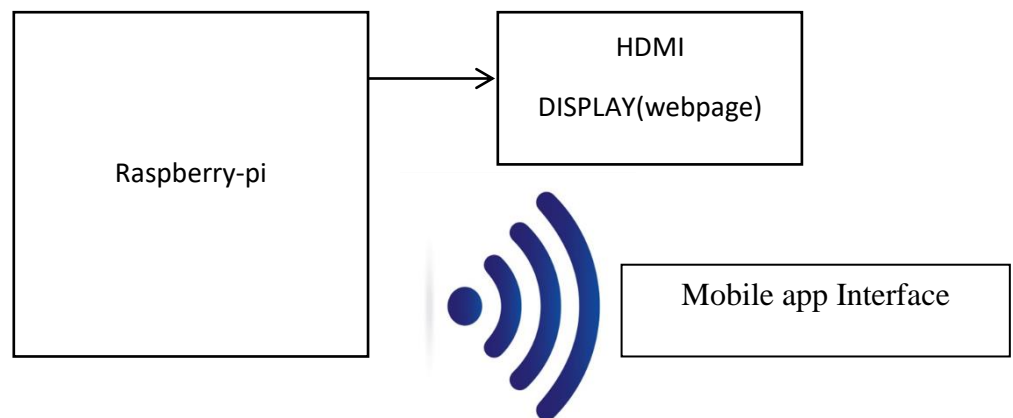 HDMI
DISPLAY(webpage)
Raspberry-pi
Mobile app Interface